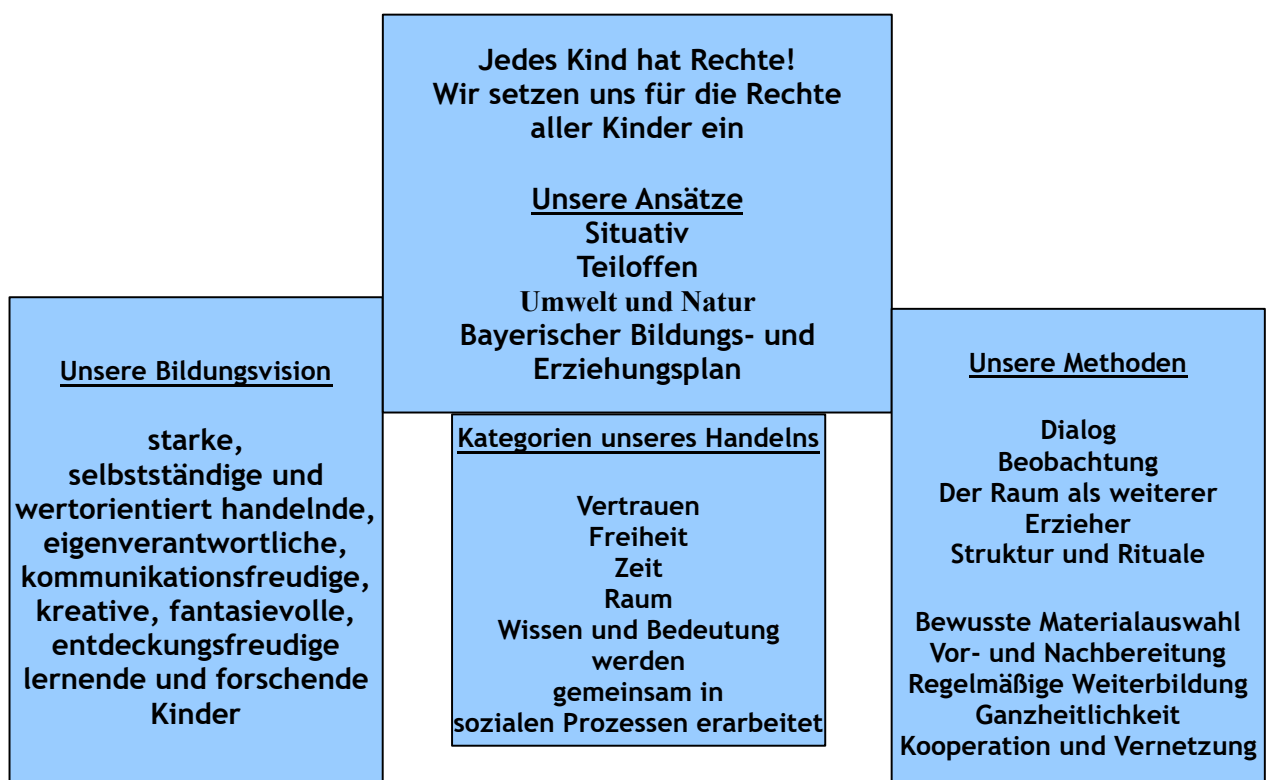 Jedes Kind hat Rechte!
Wir setzen uns für die Rechte
aller Kinder ein
Unsere Ansätze
Situativ
Teiloffen
Umwelt und Natur
Bayerischer Bildungs- und
Erziehungsplan
Unsere Bildungsvision
starke,
selbstständige und
wertorientiert handelnde,
eigenverantwortliche,
kommunikationsfreudige,
kreative, fantasievolle,
entdeckungsfreudige
lernende und forschende
Kinder
Kategorien unseres Handelns
Vertrauen
Freiheit
Zeit
Raum
Wissen und Bedeutung
werden
gemeinsam in
sozialen Prozessen erarbeitet
Unsere Methoden
Dialog
Beobachtung
Der Raum als weiterer
Erzieher
Struktur und Rituale
Bewusste Materialauswahl
Vor- und Nachbereitung
Regelmäßige Weiterbildung
Ganzheitlichkeit
Kooperation und Vernetzung